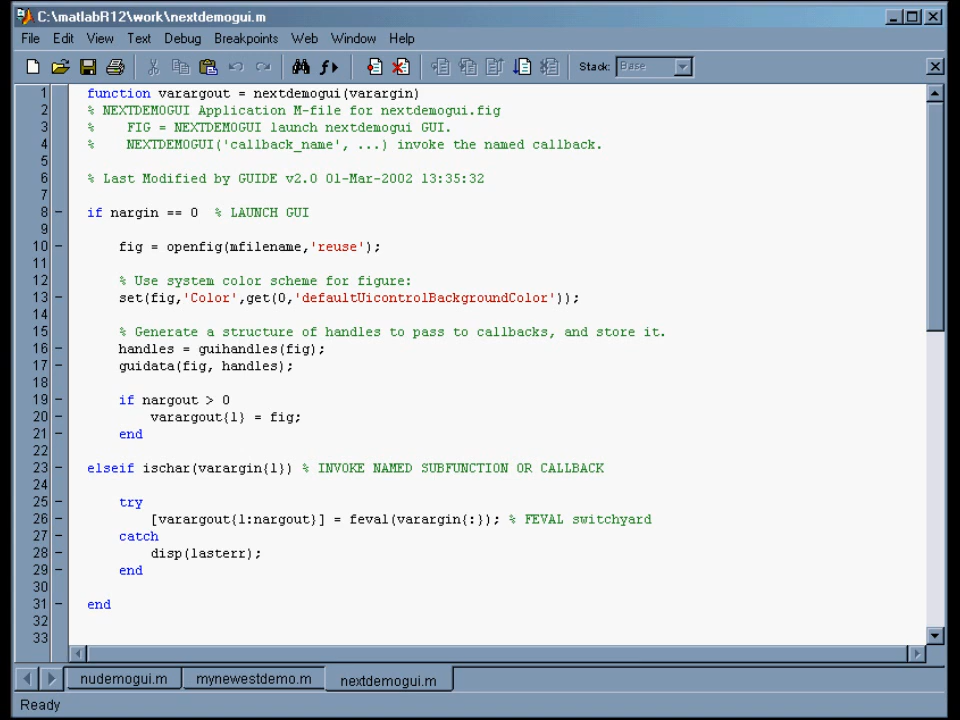 C:\matlabR12\work\nextdemogui.m
File Edit View Text Debug Breakpoints Web Window Help
Stack: Base
1 function varargout = nextdemogui(varargin)
2 % NEXTDEMOGUI Application M-file for nextdemogui.fig
3 %    FIG = NEXTDEMOGUI launch nextdemogui GUI.
4 %    NEXTDEMOGUI('callback_name', ...) invoke the named callback.
5
6 % Last Modified by GUIDE v2.0 01-Mar-2002 13:35:32
7
8 – if nargin == 0  % LAUNCH GUI
9
10 –     fig = openfig(mfilename,'reuse');
11
12     % Use system color scheme for figure:
13 –     set(fig,'Color',get(0,'defaultUicontrolBackgroundColor'));
14
15     % Generate a structure of handles to pass to callbacks, and store it.
16 –     handles = guihandles(fig);
17 –     guidata(fig, handles);
18
19 –     if nargout > 0
20 –         varargout{1} = fig;
21 –     end
22
23 – elseif ischar(varargin{1}) % INVOKE NAMED SUBFUNCTION OR CALLBACK
24
25 –     try
26 –         [varargout{1:nargout}] = feval(varargin{:}); % FEVAL switchyard
27 –     catch
28 –         disp(lasterr);
29 –     end
30
31 – end
32
33
nudemogui.m mynewestdemo.m nextdemogui.m
Ready